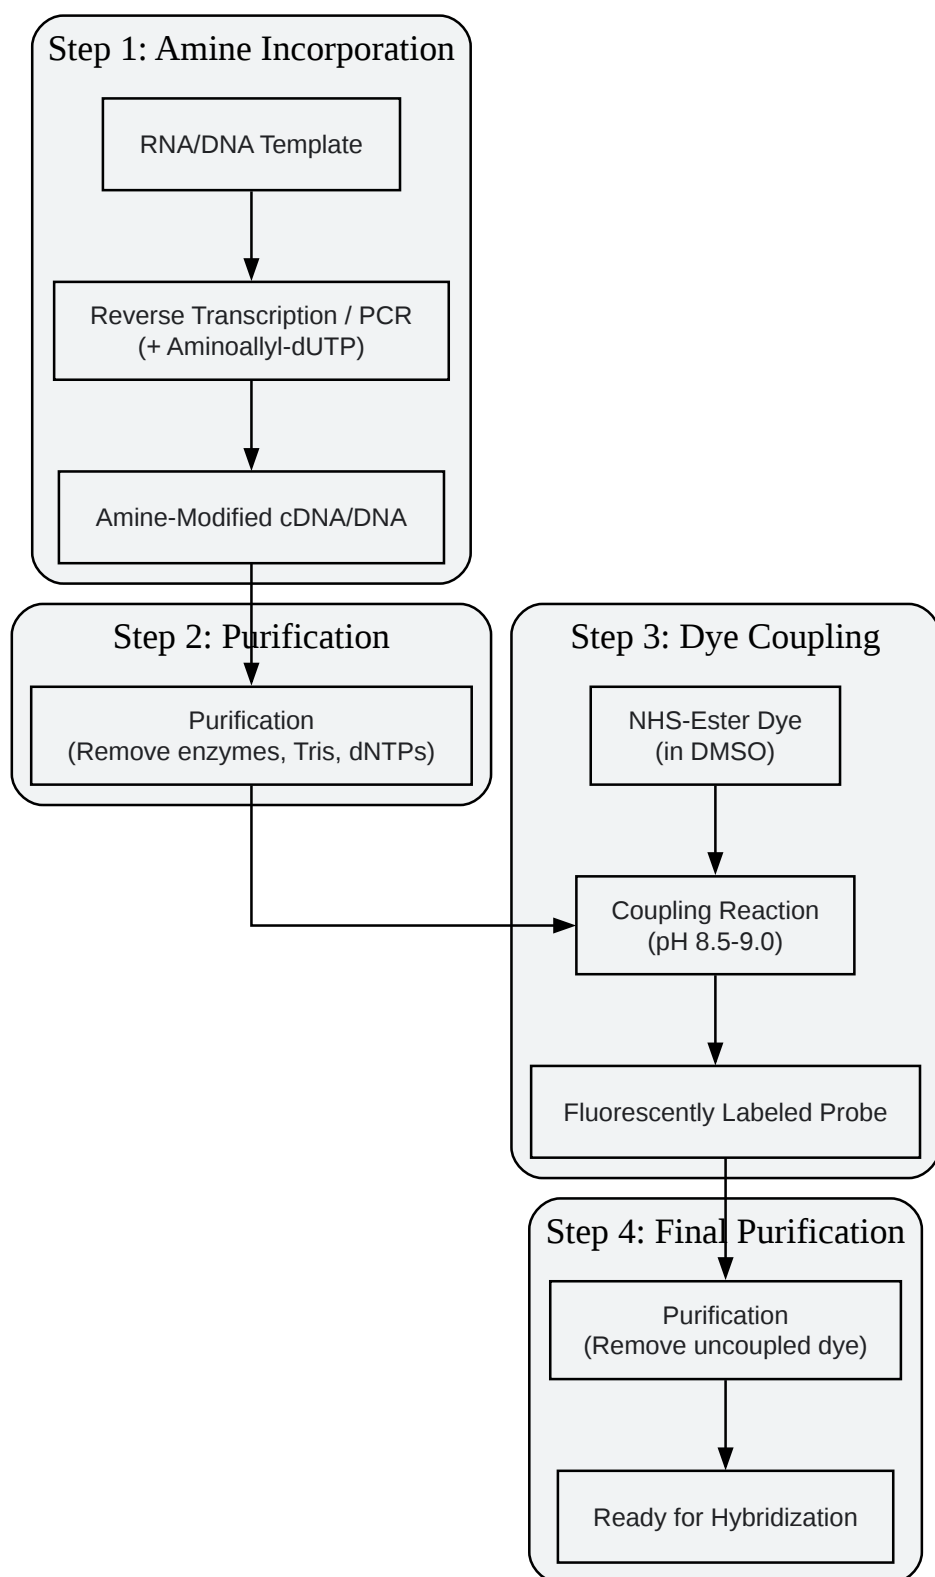 Step 1: Amine Incorporation
RNA/DNA Template
Reverse Transcription / PCR
(+ Aminoallyl-dUTP)
Amine-Modified cDNA/DNA
Step 2: Purification
Purification
(Remove enzymes, Tris, dNTPs)
Step 3: Dye Coupling
NHS-Ester Dye
(in DMSO)
Coupling Reaction
(pH 8.5-9.0)
Fluorescently Labeled Probe
Step 4: Final Purification
Purification
(Remove uncoupled dye)
Ready for Hybridization